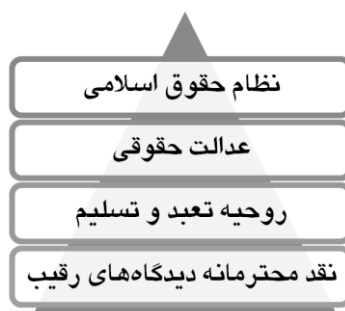 نظام حقوق اسلامی
عدالت حقوقی
روحیه تعبد و تسلیم
نقد محترمانه دیدگاه‌های رقیب